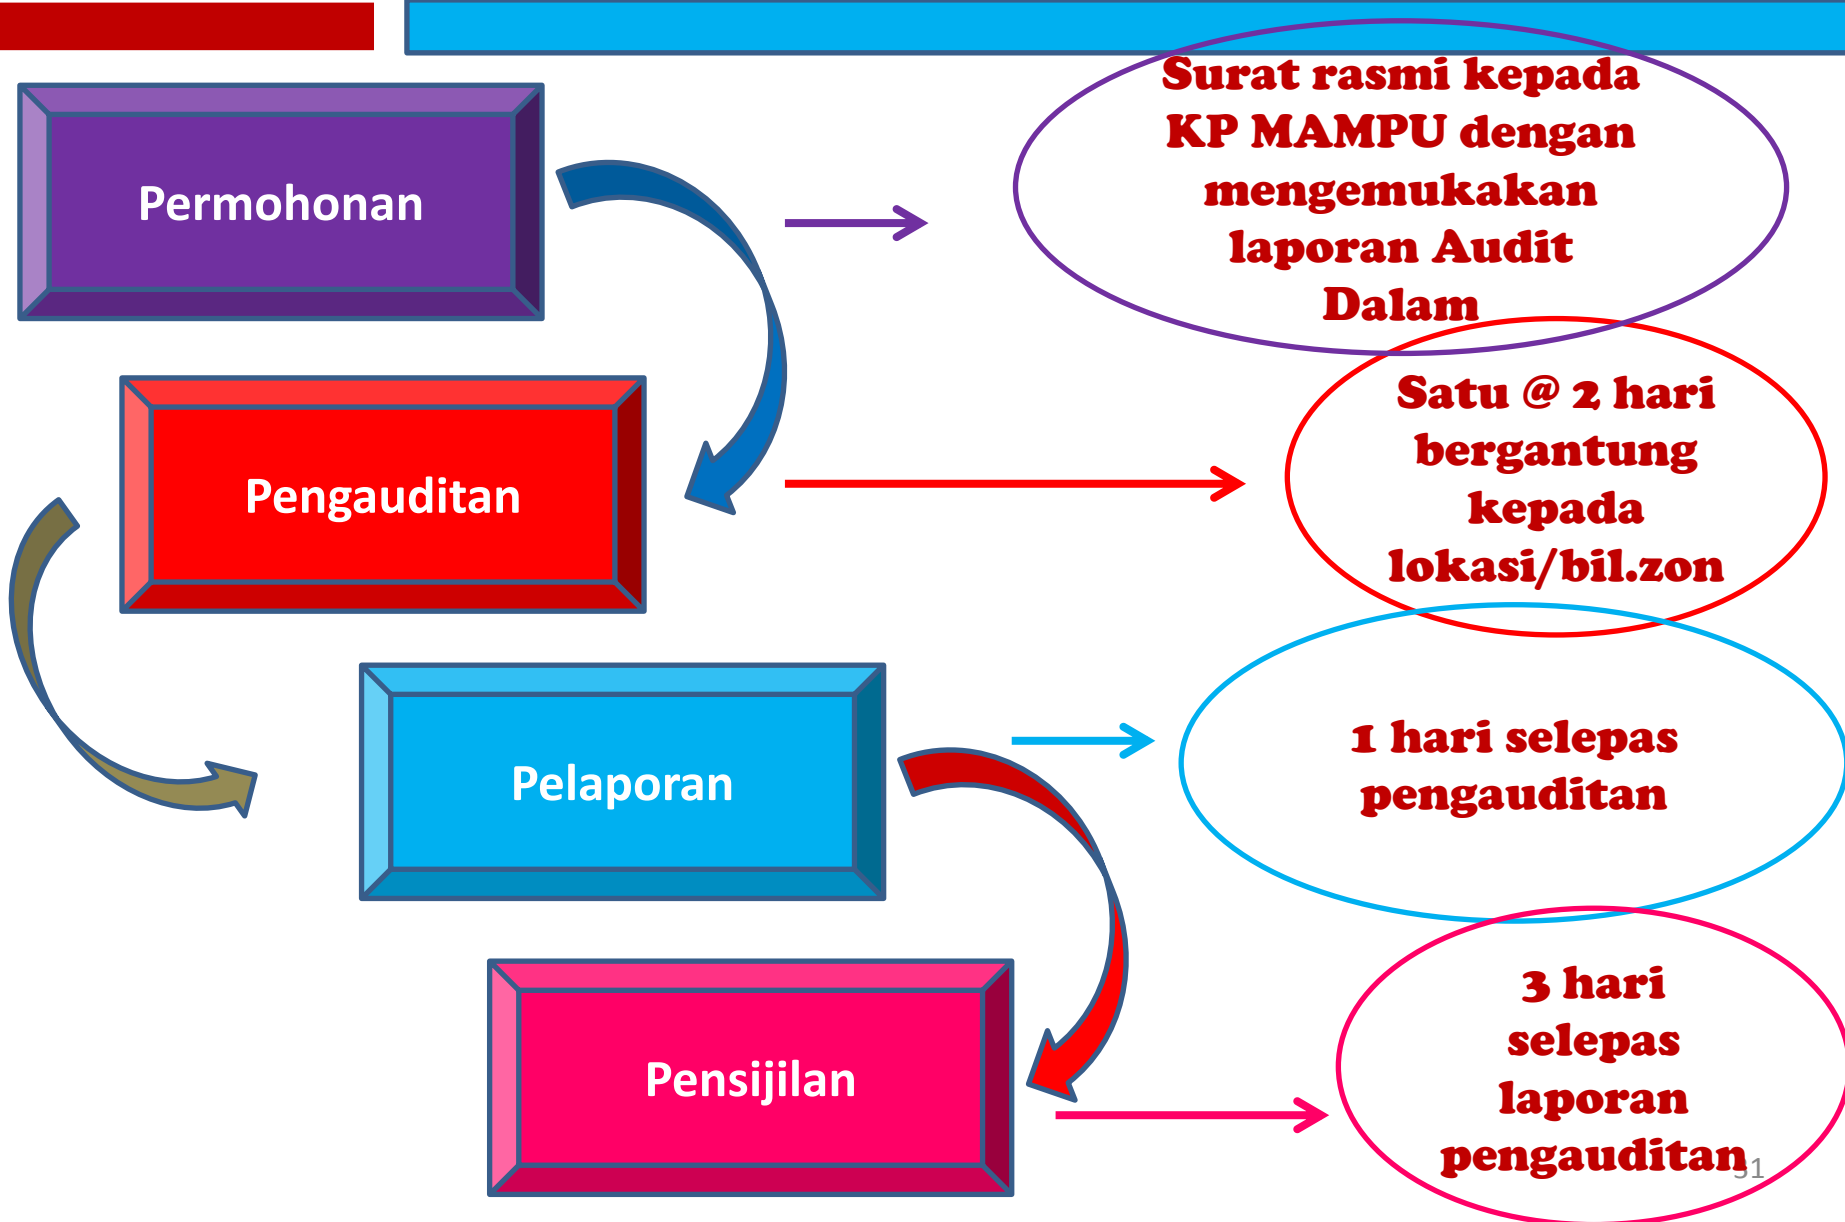 Permohonan
Surat rasmi kepada
KP MAMPU dengan
mengemukakan
laporan Audit
Dalam
Pengauditan
Satu @ 2 hari
bergantung
kepada
lokasi/bil.zon
Pelaporan
1 hari selepas
pengauditan
Pensijilan
3 hari
selepas
laporan
pengauditan
31